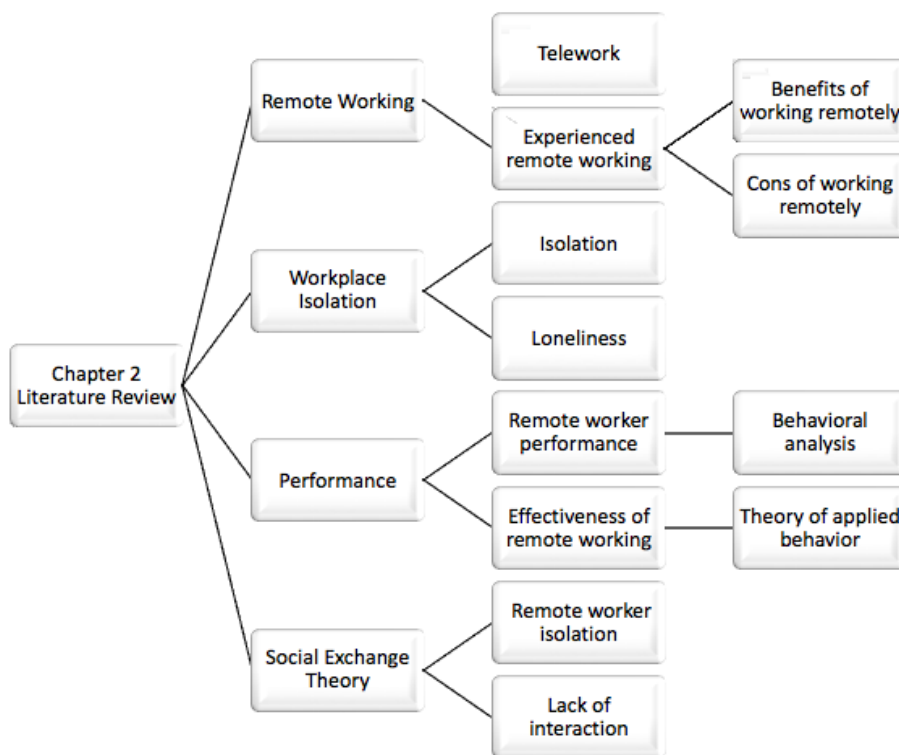 Telework
Remote Working
Benefits of
working remotely
Experienced
remote working
Cons of working
remotely
Workplace
Isolation
Isolation
Loneliness
Chapter 2
Literature Review
Performance
Remote worker
performance
Behavioral
analysis
Effectiveness of
remote working
Theory of applied
behavior
Social Exchange
Theory
Remote worker
isolation
Lack of
interaction